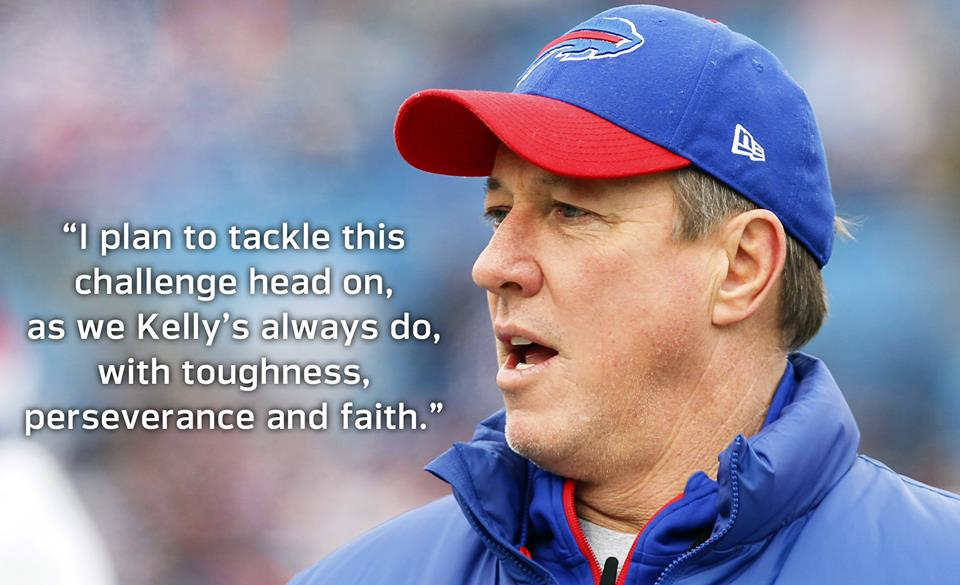 “I plan to tackle this
challenge head on,
as we Kelly’s always do,
with toughness,
perseverance and faith.”